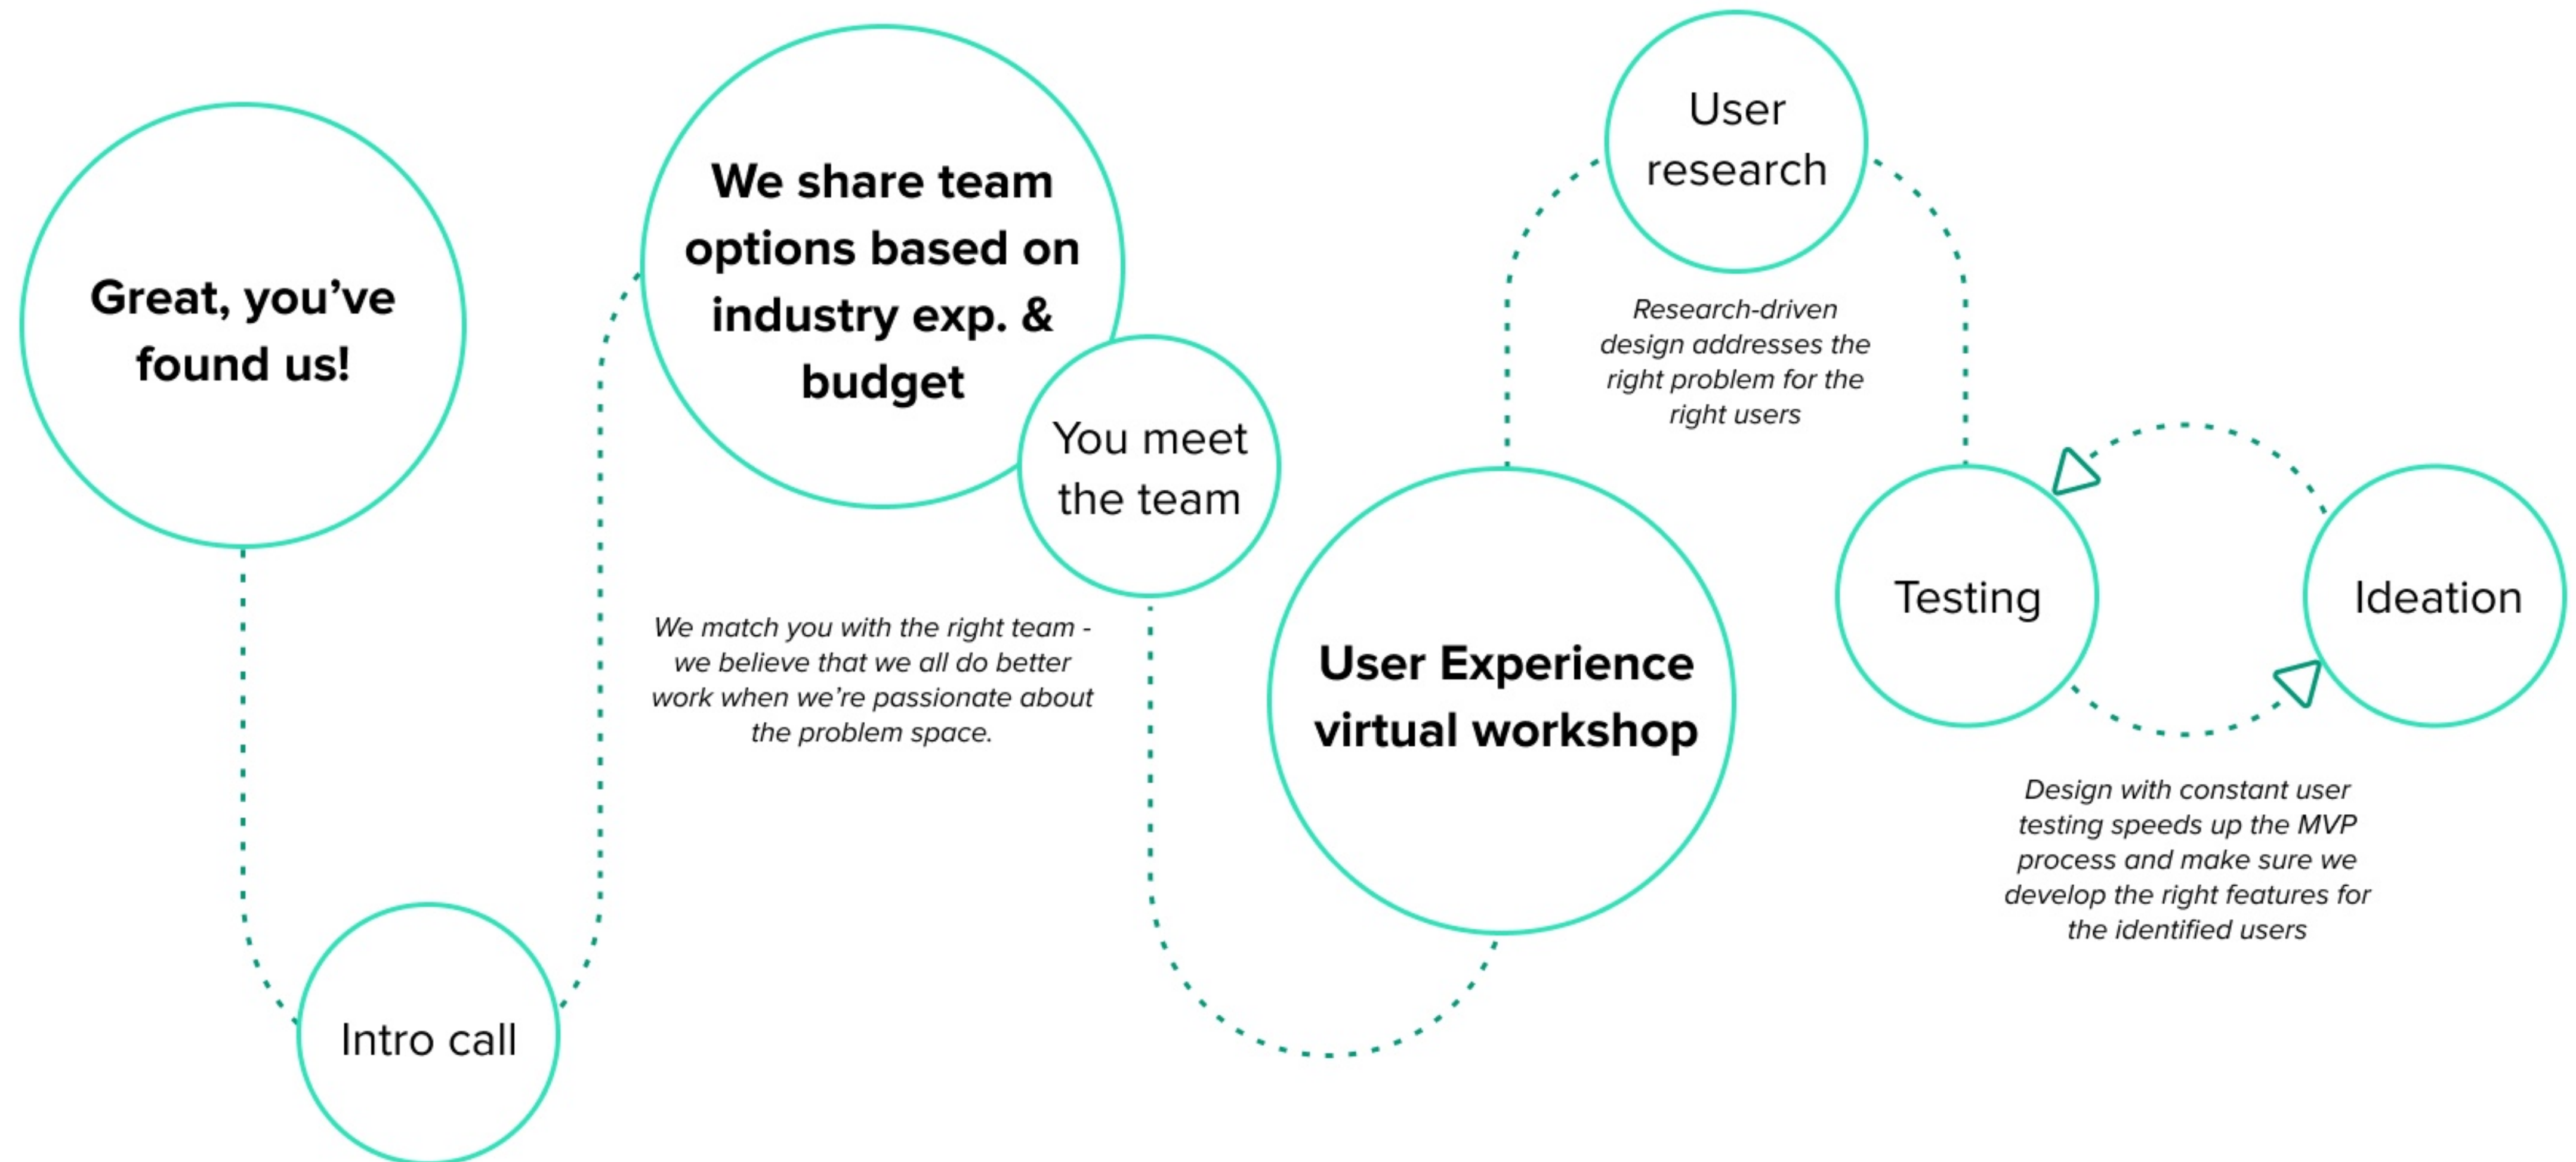 Great, you’ve
found us!
Intro call
We share team
options based on
industry exp. &
budget
You meet
the team
We match you with the right team -
we believe that we all do better
work when we’re passionate about
the problem space.
User Experience
virtual workshop
User
research
Research-driven
design addresses the
right problem for the
right users
Testing
Ideation
Design with constant user
testing speeds up the MVP
process and make sure we
develop the right features for
the identified users